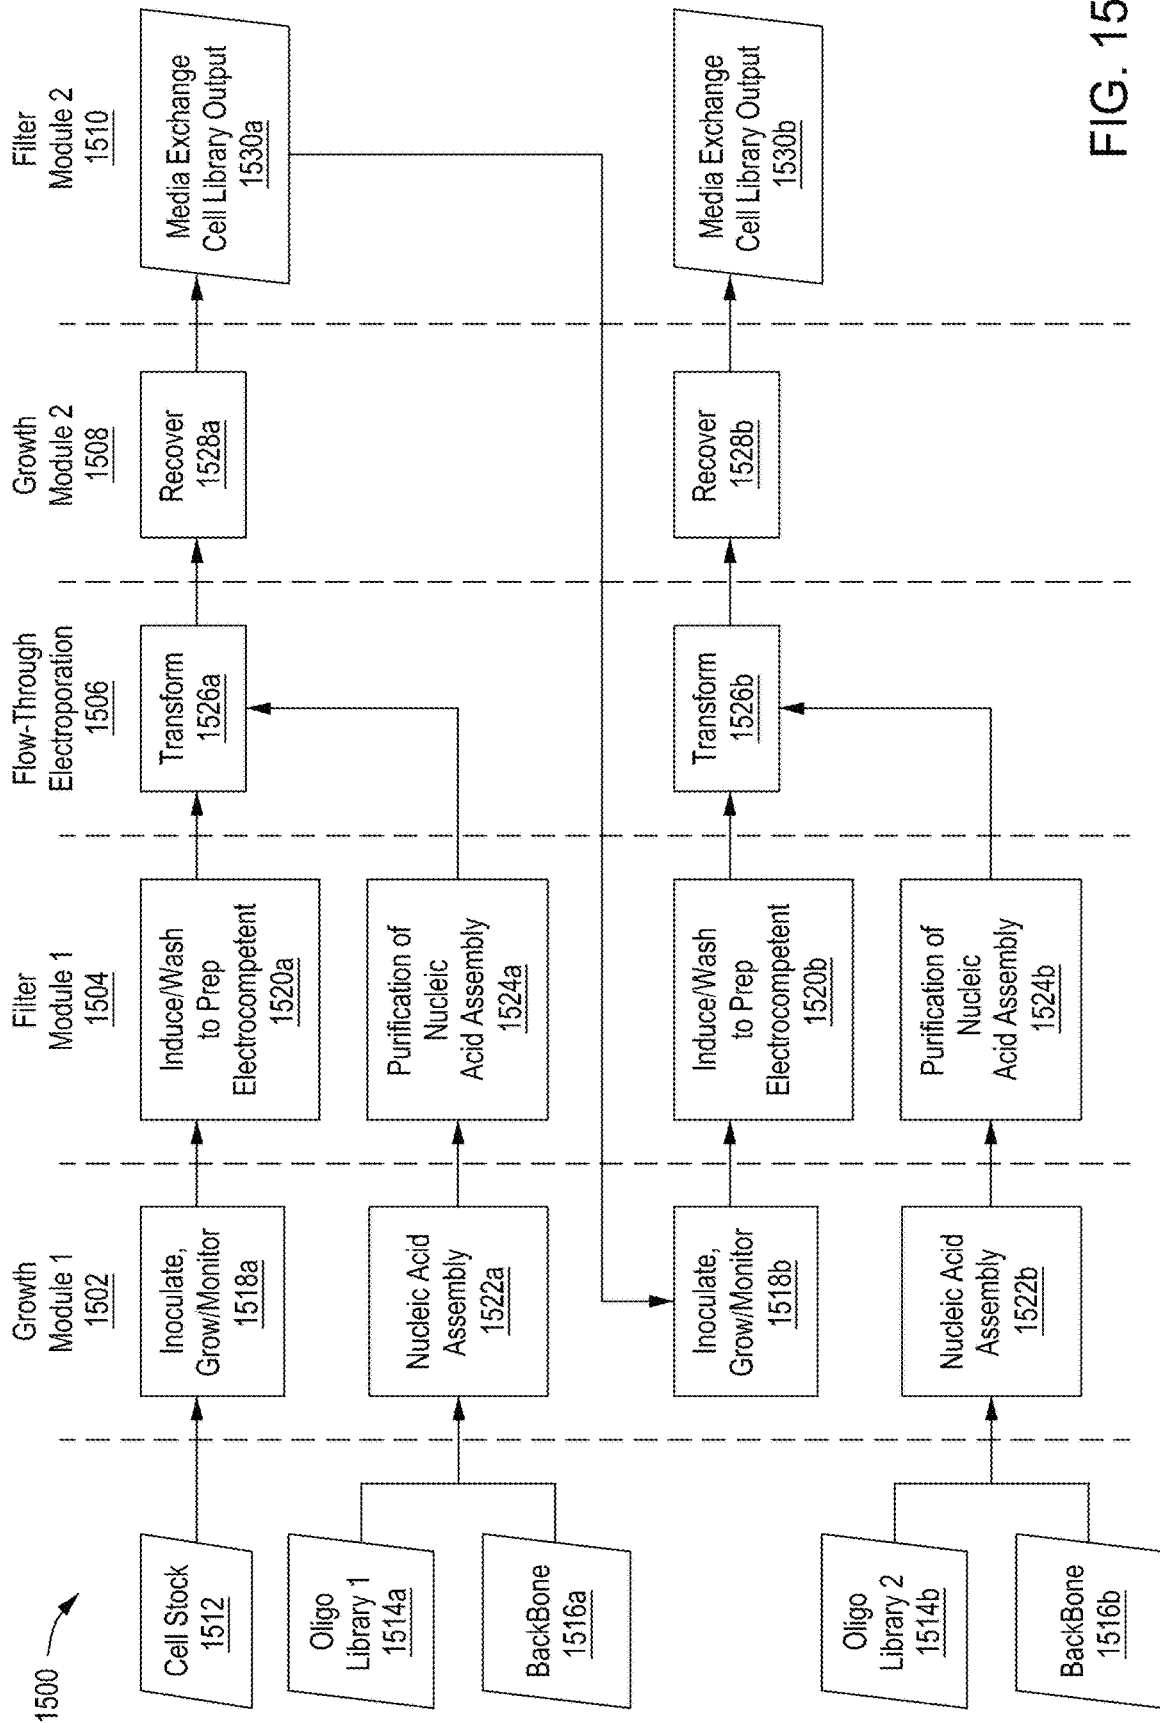 1500
Growth
Module 1
1502
Filter
Module 1
1504
Flow-Through
Electroporation
1506
Growth
Module 2
1508
Filter
Module 2
1510
Cell Stock
1512
Inoculate,
Grow/Monitor
1518a
Induce/Wash
to Prep
Electrocompetent
1520a
Transform
1526a
Recover
1528a
Media Exchange
Cell Library Output
1530a
Oligo
Library 1
1514a
BackBone
1516a
Nucleic Acid
Assembly
1522a
Purification of
Nucleic
Acid Assembly
1524a
Inoculate,
Grow/Monitor
1518b
Induce/Wash
to Prep
Electrocompetent
1520b
Transform
1526b
Recover
1528b
Media Exchange
Cell Library Output
1530b
Oligo
Library 2
1514b
BackBone
1516b
Nucleic Acid
Assembly
1522b
Purification of
Nucleic
Acid Assembly
1524b
FIG. 15